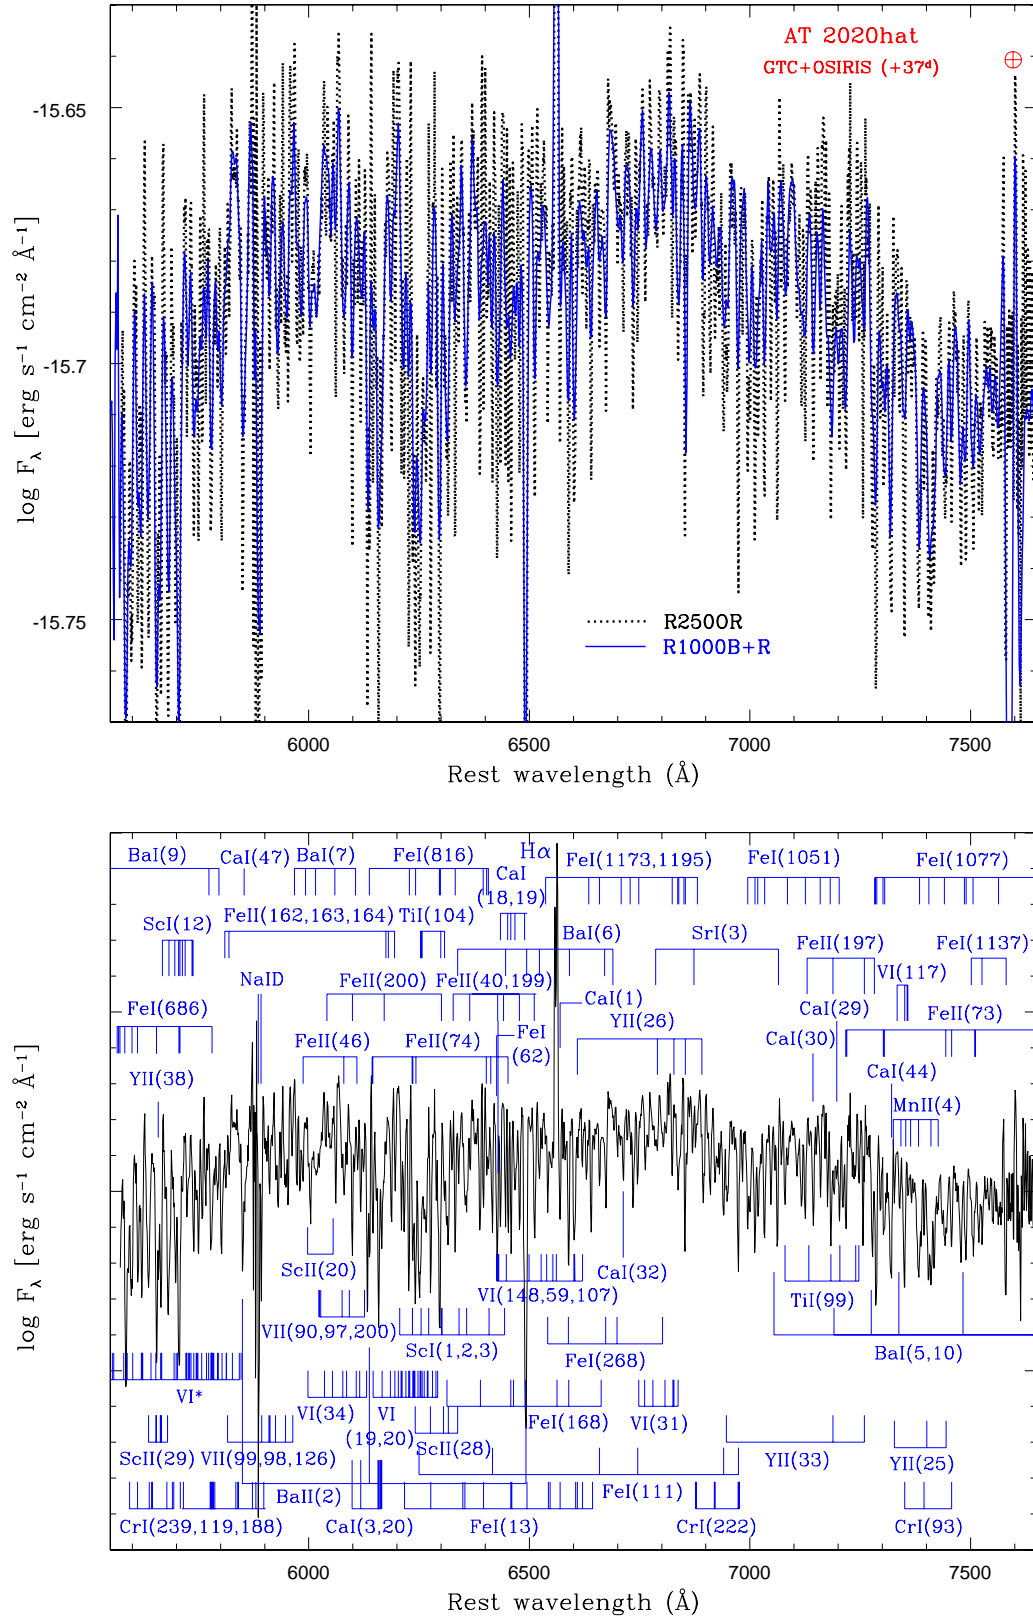 AT 2020hat
GTC+OSIRIS (+37ᵈ)
-15.65
-15.7
-15.75
log Fλ [erg s⁻¹ cm⁻² Å⁻¹]
R2500R
R1000B+R
6000 6500 7000 7500
Rest wavelength (Å)
Hα
BaI(9) CaI(47) BaI(7) FeI(816) CaI (18,19) FeI(1173,1195) FeI(1051) FeI(1077)
ScI(12) FeII(162,163,164) TiI(104) BaI(6) SrI(3) FeII(197) FeI(1137)
NaID FeII(200) FeII(40,199) CaI(1) CaI(29) VI(117)
FeI(686) FeII(46) FeII(74) FeI (62) YII(26) CaI(30) FeII(73)
YII(38) CaI(44)
MnII(4)
log Fλ [erg s⁻¹ cm⁻² Å⁻¹]
ScII(20) CaI(32)
VII(90,97,200) VI(148,59,107) TiI(99)
ScI(1,2,3) FeI(268) BaI(5,10)
VI* VI(34) VI (19,20) FeI(168) VI(31)
ScII(29) VII(99,98,126) ScII(28) YII(33) YII(25)
BaII(2) FeI(111)
CrI(239,119,188) CaI(3,20) FeI(13) CrI(222) CrI(93)
6000 6500 7000 7500
Rest wavelength (Å)